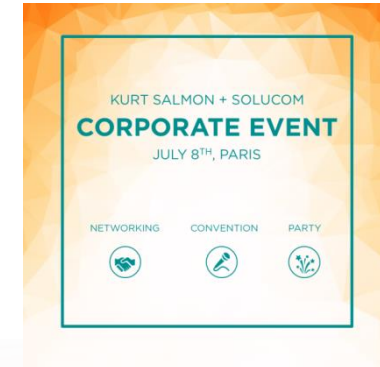 KURT SALMON + SOLUCOM
CORPORATE EVENT
JULY 8TH, PARIS
NETWORKING CONVENTION PARTY